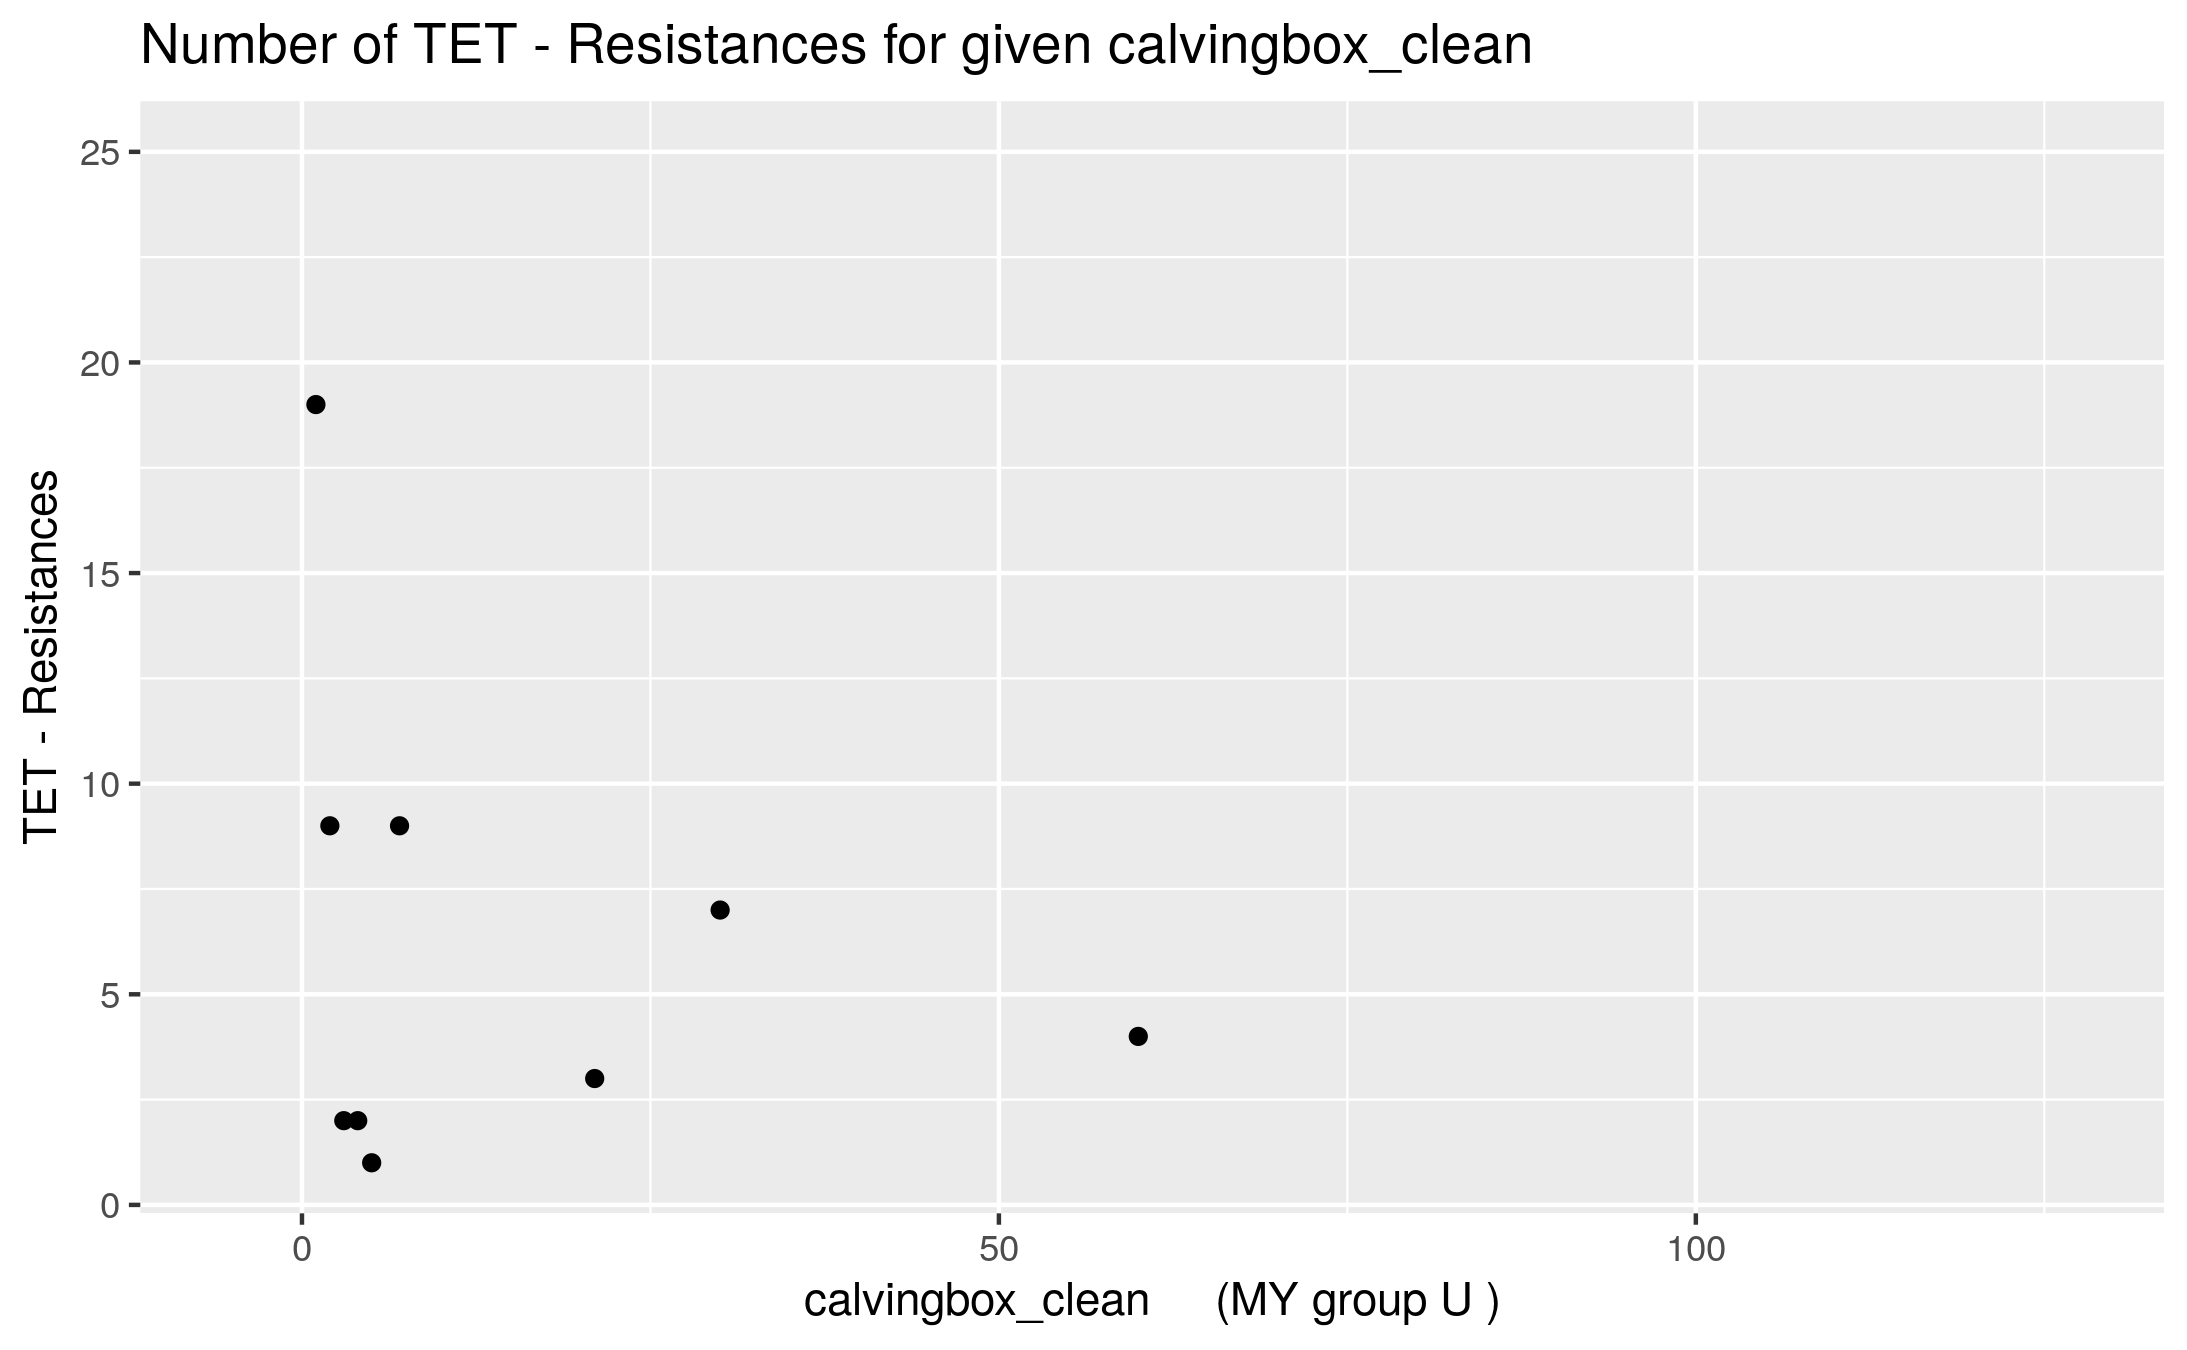 Number of TET - Resistances for given calvingbox_clean
TET - Resistances
25
20
15
10
5
0
0 50 100
calvingbox_clean (MY group U )